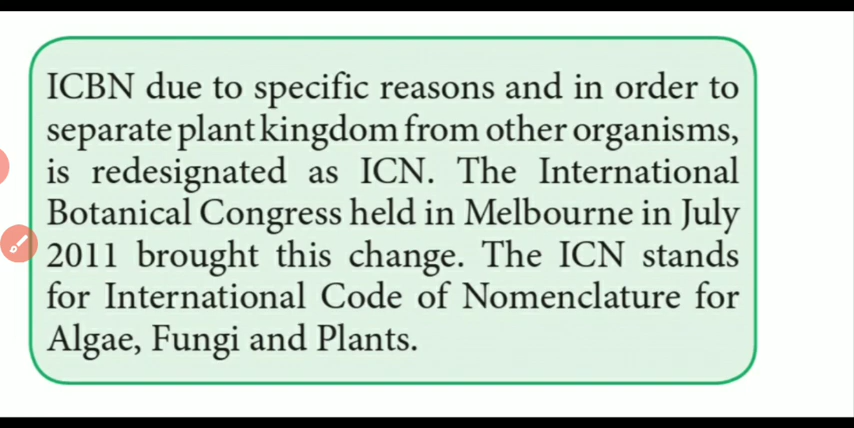 ICBN due to specific reasons and in order to
separate plant kingdom from other organisms,
is redesignated as ICN. The International
Botanical Congress held in Melbourne in July
2011 brought this change. The ICN stands
for International Code of Nomenclature for
Algae, Fungi and Plants.